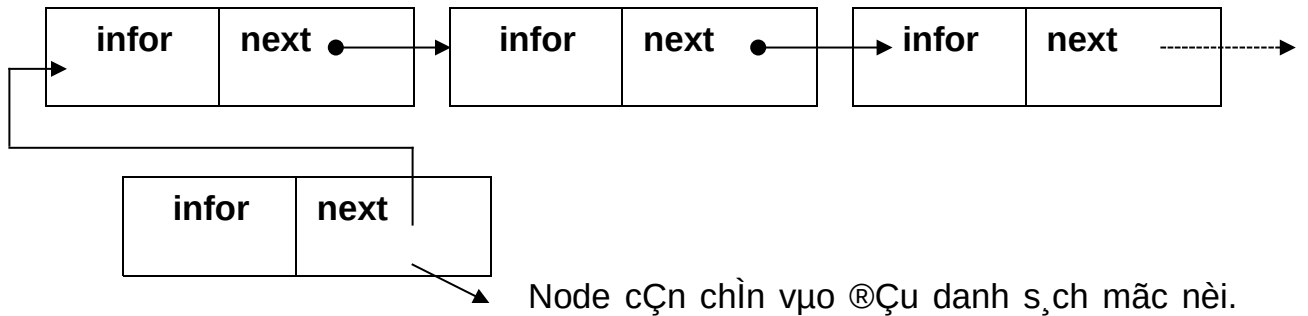 infor next infor next infor next
infor next
Node cÇn chÌn vµo ®Çu danh s¸ch mãc nèi.